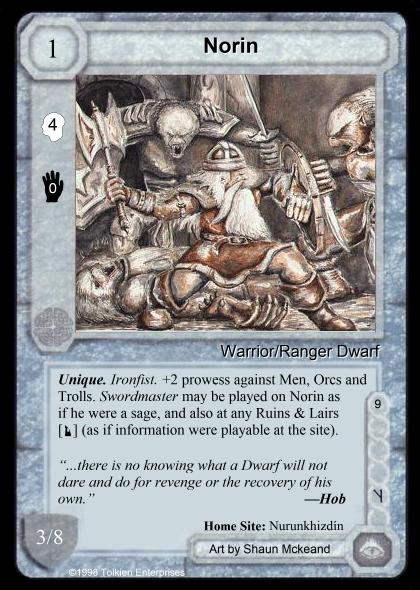 1
Norin
4
0
Warrior/Ranger Dwarf
Unique. Ironfist. +2 prowess against Men, Orcs and
Trolls. Swordmaster may be played on Norin as
if he were a sage, and also at any Ruins & Lairs
[] (as if information were playable at the site).
9
“...there is no knowing what a Dwarf will not
dare and do for revenge or the recovery of his
own.” —Hob
Home Site: Nurunkhizdín
3/8
Art by Shaun Mckeand
©1998 Tolkien Enterprises